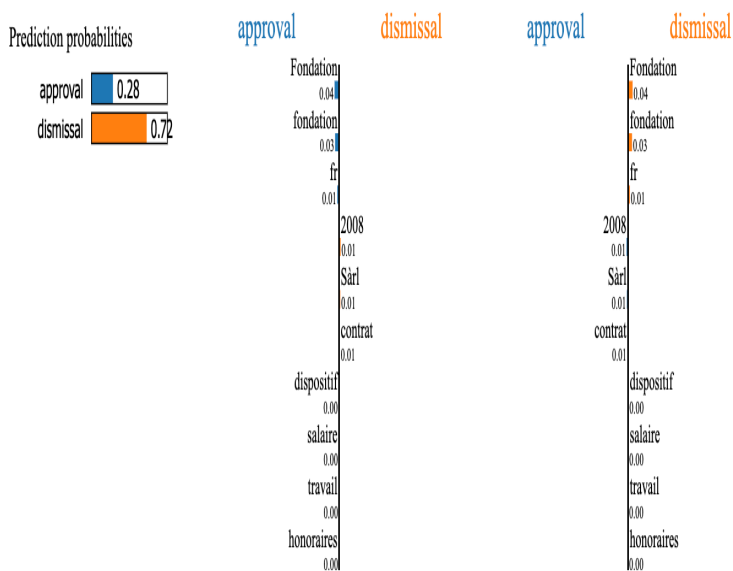 Prediction probabilities
approval 0.28
dismissal 0.72
approval dismissal
Fondation
0.04
fondation
0.03
fr
0.01
2008
0.01
Sàrl
0.01
contrat
0.01
dispositif
0.00
salaire
0.00
travail
0.00
honoraires
0.00
approval dismissal
Fondation
0.04
fondation
0.03
fr
0.01
2008
0.01
Sàrl
0.01
contrat
0.01
dispositif
0.00
salaire
0.00
travail
0.00
honoraires
0.00